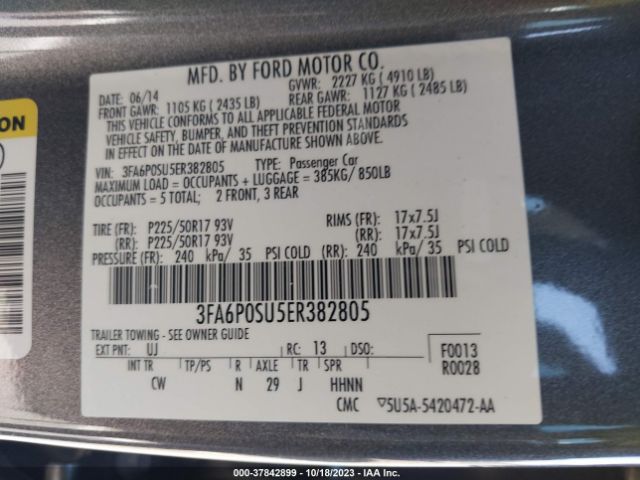 MFD. BY FORD MOTOR CO.
DATE: 06/14 GVWR: 2227 KG ( 4910 LB)
FRONT GAWR: 1105 KG ( 2435 LB) REAR GAWR: 1127 KG ( 2485 LB)
THIS VEHICLE CONFORMS TO ALL APPLICABLE FEDERAL MOTOR
VEHICLE SAFETY, BUMPER, AND THEFT PREVENTION STANDARDS
IN EFFECT ON THE DATE OF MANUFACTURE SHOWN ABOVE.
VIN: 3FA6P0SU5ER382805 TYPE: Passenger Car
MAXIMUM LOAD = OCCUPANTS + LUGGAGE = 385KG/ 850LB
OCCUPANTS = 5 TOTAL: 2 FRONT, 3 REAR
TIRE (FR): P225/50R17 93V RIMS (FR): 17x7.5J
(RR): P225/50R17 93V (RR): 17x7.5J
PRESSURE (FR): 240 kPa/ 35 PSI COLD (RR): 240 kPa/ 35 PSI COLD
3FA6P0SU5ER382805
TRAILER TOWING - SEE OWNER GUIDE
EXT PNT: UJ RC: 13 DSO: F0013
R0028
INT TR TP/PS R AXLE TR SPR
CW N 29 J HHNN
CMC ▽5U5A-5420472-AA
ION
000-37842899 - 10/18/2023 - IAA Inc.